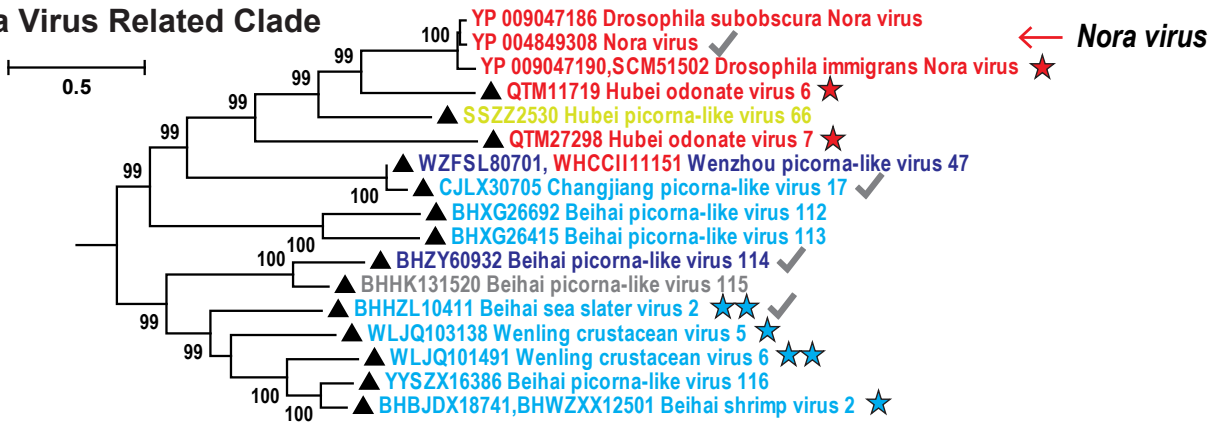 a Virus Related Clade
0.5
YP 009047186 Drosophila subobscura Nora virus
100
YP 004849308 Nora virus
Nora virus
99
YP 009047190,SCM51502 Drosophila immigrans Nora virus
99
QTM11719 Hubei odonate virus 6
99
SSZZ2530 Hubei picorna-like virus 66
99
QTM27298 Hubei odonate virus 7
99
WZFSL80701, WHCCII11151 Wenzhou picorna-like virus 47
100
CJLX30705 Changjiang picorna-like virus 17
BHXG26692 Beihai picorna-like virus 112
100
BHXG26415 Beihai picorna-like virus 113
100
BHZY60932 Beihai picorna-like virus 114
BHHK131520 Beihai picorna-like virus 115
99
BHHZL10411 Beihai sea slater virus 2
WLJQ103138 Wenling crustacean virus 5
99
WLJQ101491 Wenling crustacean virus 6
YYSZX16386 Beihai picorna-like virus 116
100
BHBJDX18741,BHWZXX12501 Beihai shrimp virus 2
100